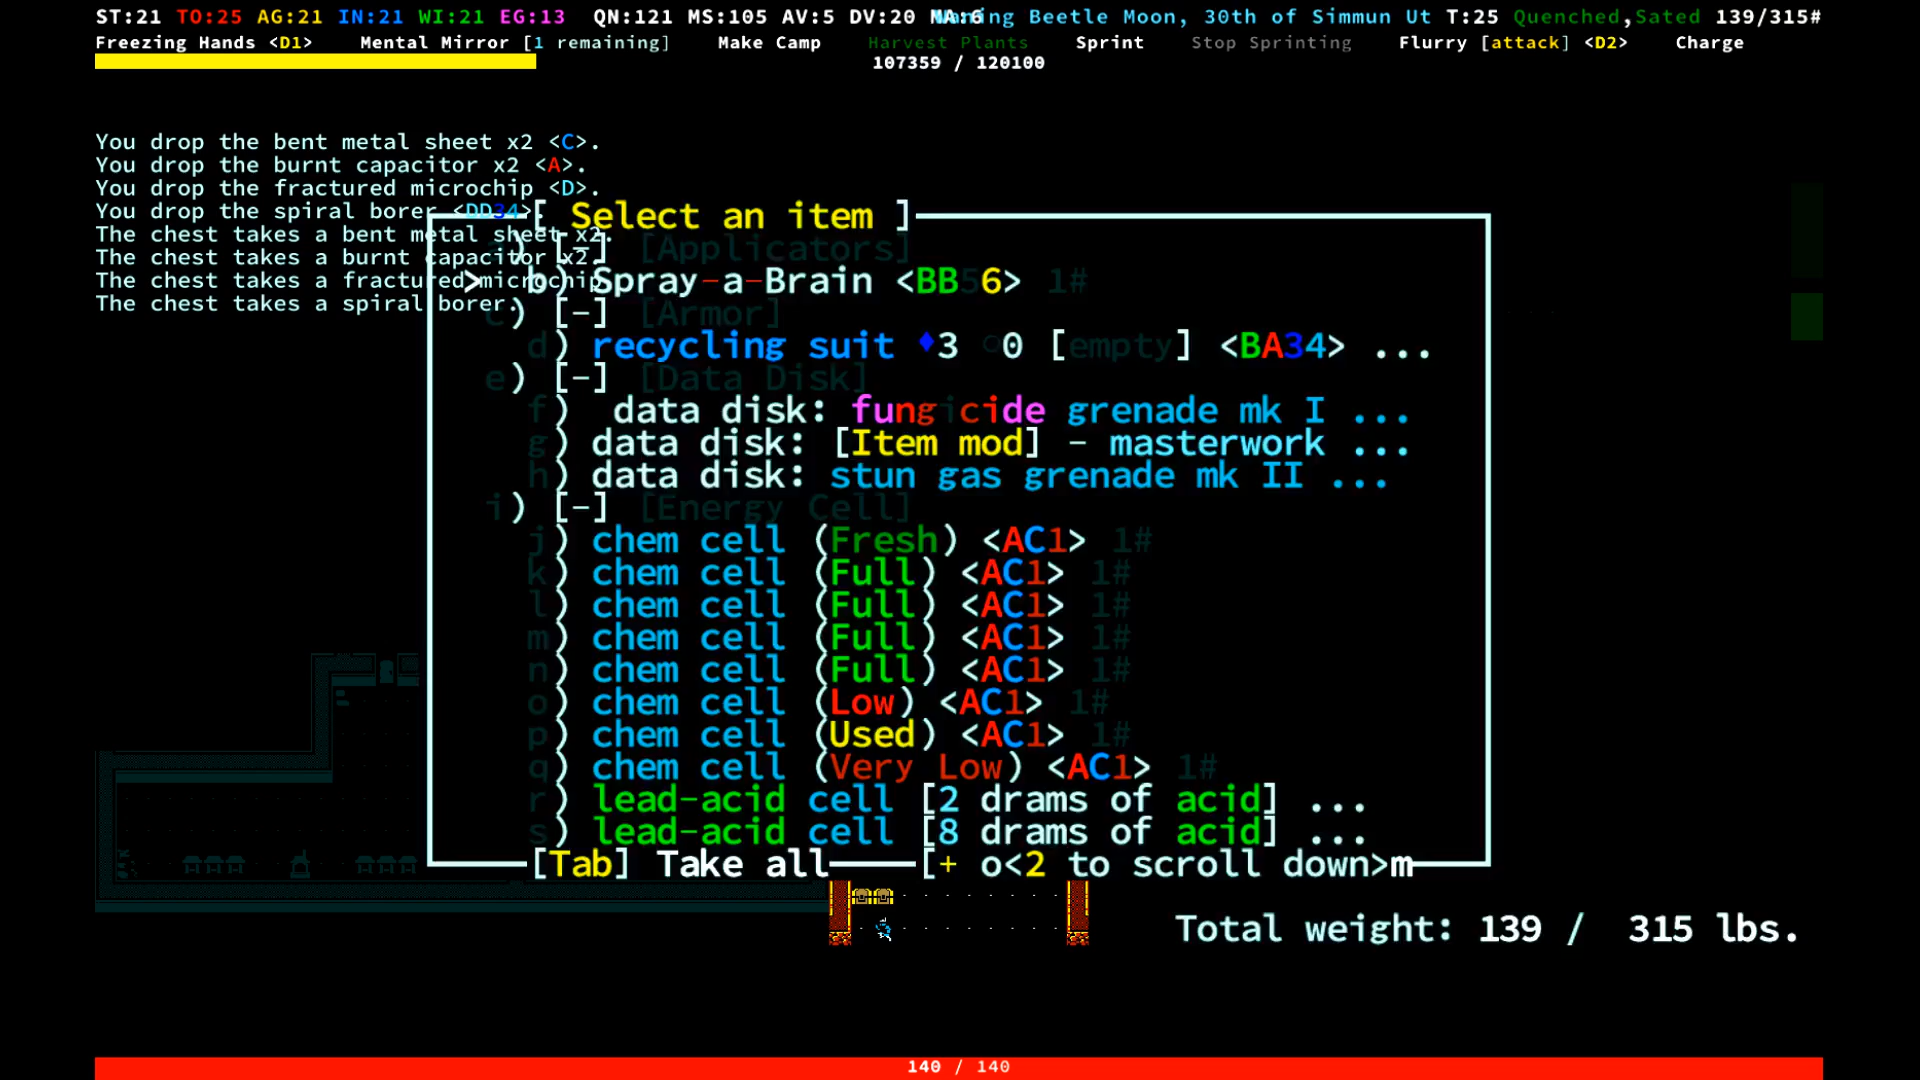 ST:21 TO:25 AG:21 IN:21 WI:21 EG:13 QN:121 MS:105 AV:5 DV:20 MA:6 Waning Beetle Moon, 30th of Simmun Ut T:25 Quenched,Sated 139/315#
Freezing Hands <D1> Mental Mirror [1 remaining] Make Camp Harvest Plants Sprint Stop Sprinting Flurry [attack] <D2> Charge
107359 / 120100
You drop the bent metal sheet x2 <C>.
You drop the burnt capacitor x2 <A>.
You drop the fractured microchip <D>.
You drop the spiral borer <DD34>.
The chest takes a bent metal sheet x2.
The chest takes a burnt capacitor x2.
The chest takes a fractured microchip.
The chest takes a spiral borer.
[ Select an item ]
) [-] [Applicators]
> b) Spray-a-Brain <BB56> 1#
c) [-] [Armor]
d) recycling suit ♦3 ○0 [empty] <BA34> ...
e) [-] [Data Disk]
f) data disk: fungicide grenade mk I ...
g) data disk: [Item mod] - masterwork ...
h) data disk: stun gas grenade mk II ...
i) [-] [Energy Cell]
j) chem cell (Fresh) <AC1> 1#
k) chem cell (Full) <AC1> 1#
l) chem cell (Full) <AC1> 1#
m) chem cell (Full) <AC1> 1#
n) chem cell (Full) <AC1> 1#
o) chem cell (Low) <AC1> 1#
p) chem cell (Used) <AC1> 1#
q) chem cell (Very Low) <AC1> 1#
r) lead-acid cell [2 drams of acid] ...
s) lead-acid cell [8 drams of acid] ...
[Tab] Take all [+ o<2 to scroll down>m
Total weight: 139 / 315 lbs.
140 / 140